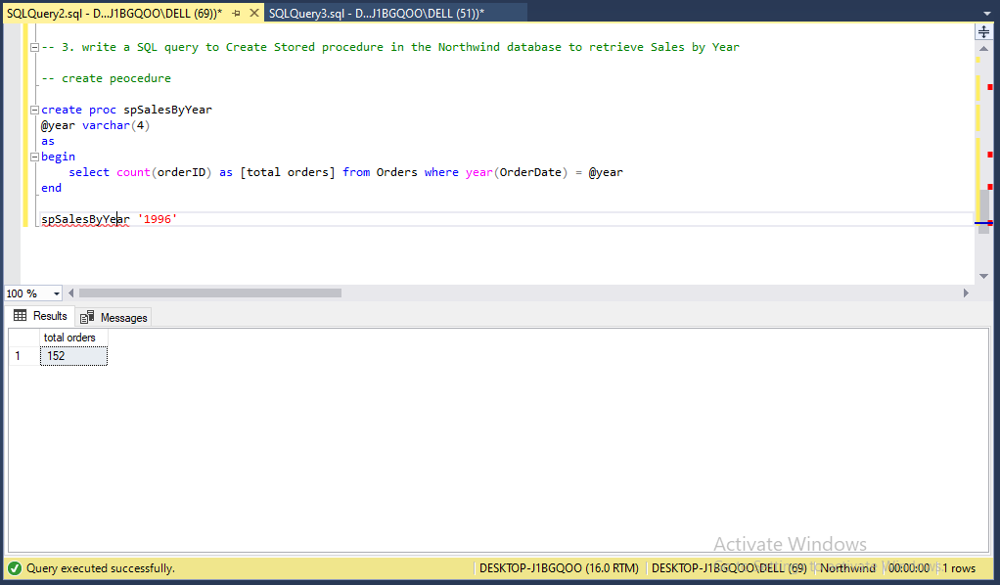 SQLQuery2.sql - D...J1BGQOO\DELL (69))* SQLQuery3.sql - D...J1BGQOO\DELL (51))*
-- 3. write a SQL query to Create Stored procedure in the Northwind database to retrieve Sales by Year
-- create peocedure
create proc spSalesByYear
@year varchar(4)
as
begin
select count(orderID) as [total orders] from Orders where year(OrderDate) = @year
end
spSalesByYear '1996'
100 %
Results Messages
total orders
1 152
Activate Windows
Query executed successfully. DESKTOP-J1BGQOO (16.0 RTM) DESKTOP-J1BGQOO\DELL (69) Northwind 00:00:00 1 rows